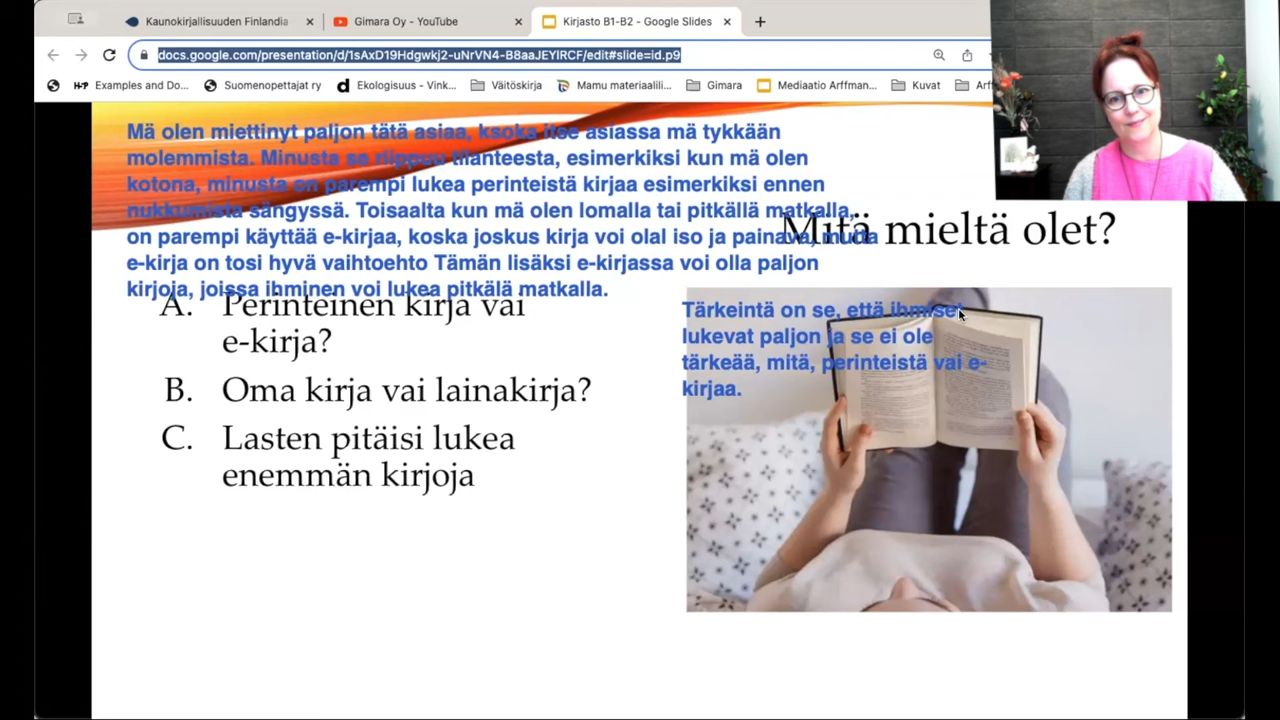 Kaunokirjallisuuden Finlandia
Gimara Oy - YouTube
Kirjasto B1-B2 - Google Slides
docs.google.com/presentation/d/1sAxD19Hdgwkj2-uNrVN4-B8aaJEYlRCF/edit#slide=id.p9
Examples and Do...
Suomenopettajat ry
Ekologisuus - Vink...
Väitöskirja
Mamu materiaalili...
Gimara
Mediaatio Arffman...
Kuvat
Arff
Mä olen miettinyt paljon tätä asiaa, ksoka itse asiassa mä tykkään
molemmista. Minusta se riippuu tilanteesta, esimerkiksi kun mä olen
kotona, minusta on parempi lukea perinteistä kirjaa esimerkiksi ennen
nukkumista sängyssä. Toisaalta kun mä olen lomalla tai pitkällä matkalla,
on parempi käyttää e-kirjaa, koska joskus kirja voi olal iso ja painava, mutta
e-kirja on tosi hyvä vaihtoehto Tämän lisäksi e-kirjassa voi olla paljon
kirjoja, joissa ihminen voi lukea pitkälä matkalla.
Mitä mieltä olet?
A. Perinteinen kirja vai
e-kirja?
B. Oma kirja vai lainakirja?
C. Lasten pitäisi lukea
enemmän kirjoja
Tärkeintä on se, että ihmiset
lukevat paljon ja se ei ole
tärkeää, mitä, perinteistä vai e-
kirjaa.